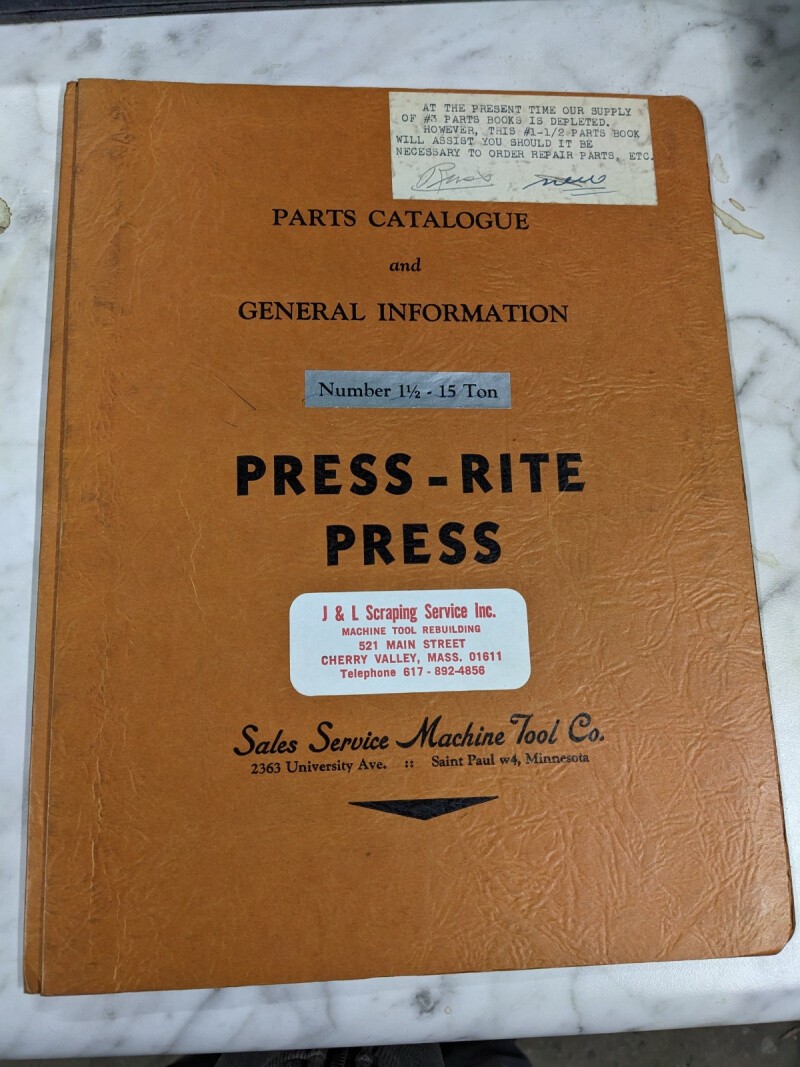 AT THE PRESENT TIME OUR SUPPLY
OF #3 PARTS BOOKS IS DEPLETED.
HOWEVER, THIS #1-1/2 PARTS BOOK
WILL ASSIST YOU SHOULD IT BE
NECESSARY TO ORDER REPAIR PARTS, ETC.
PARTS CATALOGUE
and
GENERAL INFORMATION
Number 1½ - 15 Ton
PRESS-RITE
PRESS
J & L Scraping Service Inc.
MACHINE TOOL REBUILDING
521 MAIN STREET
CHERRY VALLEY, MASS. 01611
Telephone 617-892-4856
Sales Service Machine Tool Co.
2363 University Ave. :: Saint Paul w4, Minnesota